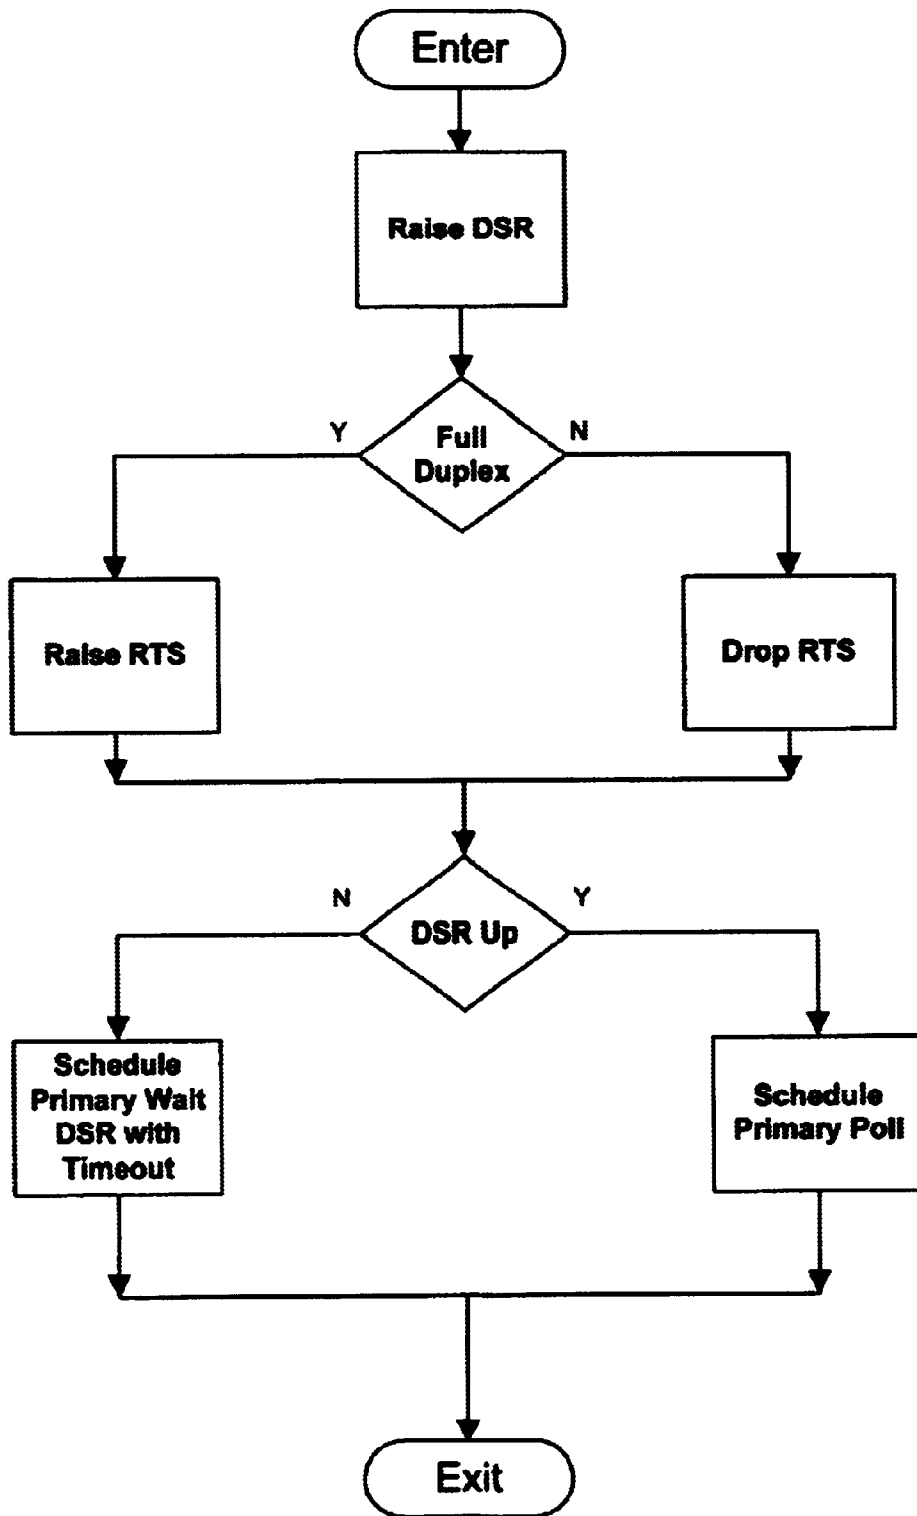 Enter
Raise DSR
Y
Full
Duplex
N
Raise RTS
Drop RTS
N
DSR Up
Y
Schedule
Primary Wait
DSR with
Timeout
Schedule
Primary Poll
Exit